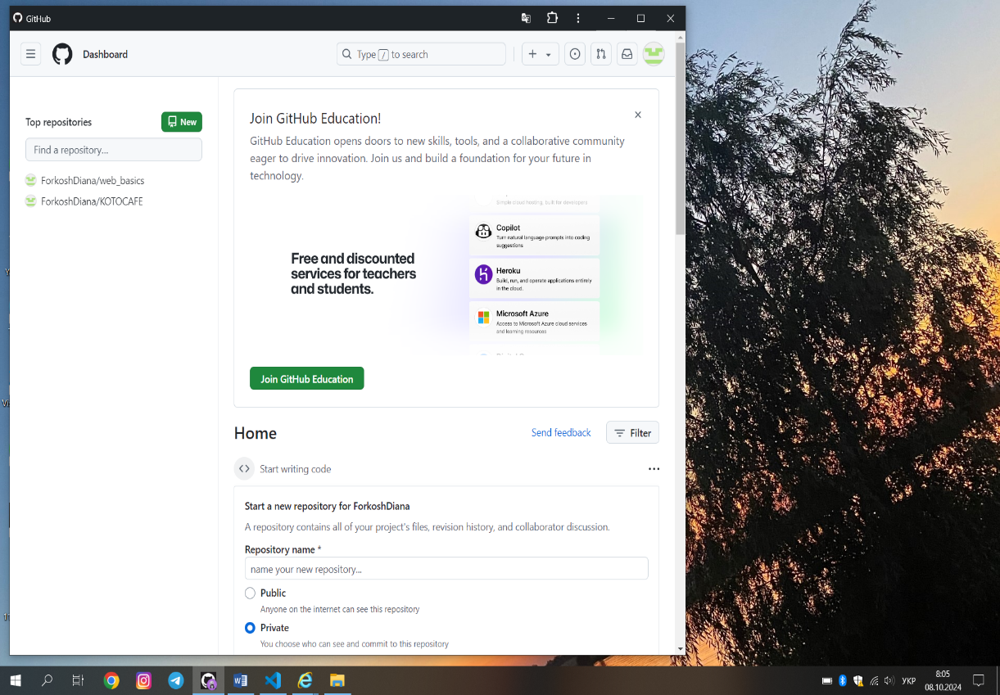 GitHub
Dashboard
Type / to search
Top repositories
New
Find a repository...
ForkoshDiana/web_basics
ForkoshDiana/KOTOCAFE
Join GitHub Education!
GitHub Education opens doors to new skills, tools, and a collaborative community
eager to drive innovation. Join us and build a foundation for your future in
technology.
Free and discounted
services for teachers
and students.
Simple cloud hosting, built for developers
Copilot
Turn natural language prompts into coding
suggestions
Heroku
Build, run, and operate applications entirely
in the cloud.
Microsoft Azure
Access to Microsoft Azure cloud services
and learning resources
Join GitHub Education
Home
Send feedback
Filter
Start writing code
Start a new repository for ForkoshDiana
A repository contains all of your project's files, revision history, and collaborator discussion.
Repository name *
name your new repository...
Public
Anyone on the internet can see this repository
Private
You choose who can see and commit to this repository
УКР
8:05
08.10.2024